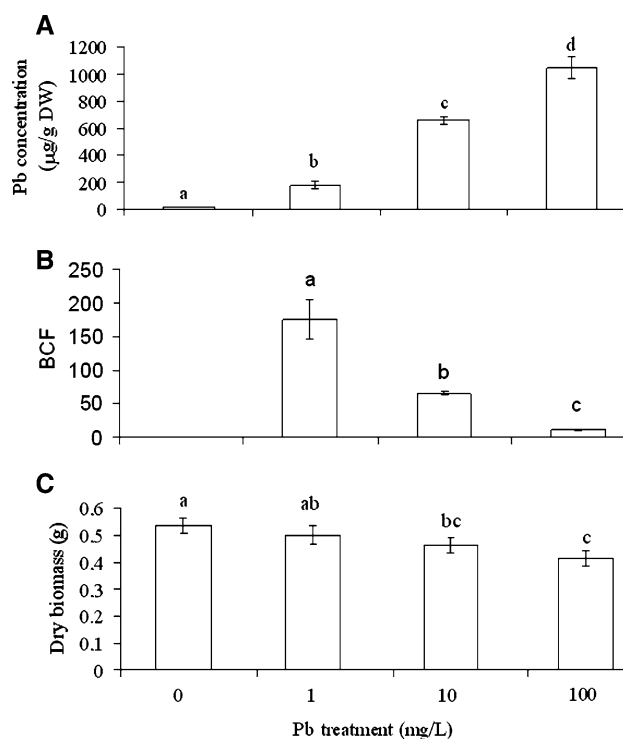 A
Pb concentration
(µg/g DW)
1200
1000
800
600
400
200
0
a
b
c
d
B
BCF
250
200
150
100
50
0
a
b
c
C
Dry biomass (g)
0.6
0.5
0.4
0.3
0.2
0.1
0
a
ab
bc
c
0 1 10 100
Pb treatment (mg/L)